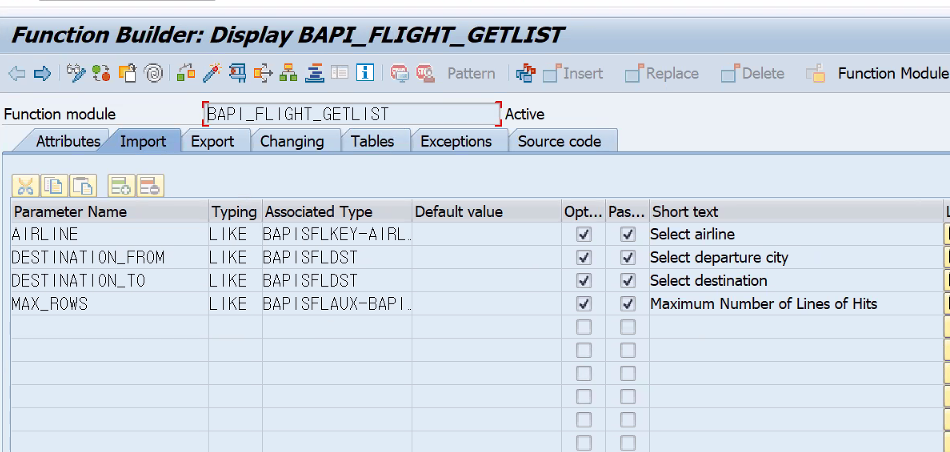 Function Builder: Display BAPI_FLIGHT_GETLIST
Pattern Insert Replace Delete Function Module
Function module BAPI_FLIGHT_GETLIST Active
Attributes Import Export Changing Tables Exceptions Source code
Parameter Name Typing Associated Type Default value Opt... Pas... Short text
AIRLINE LIKE BAPISFLKEY-AIRL.. Select airline
DESTINATION_FROM LIKE BAPISFLDST Select departure city
DESTINATION_TO LIKE BAPISFLDST Select destination
MAX_ROWS LIKE BAPISFLAUX-BAPI.. Maximum Number of Lines of Hits